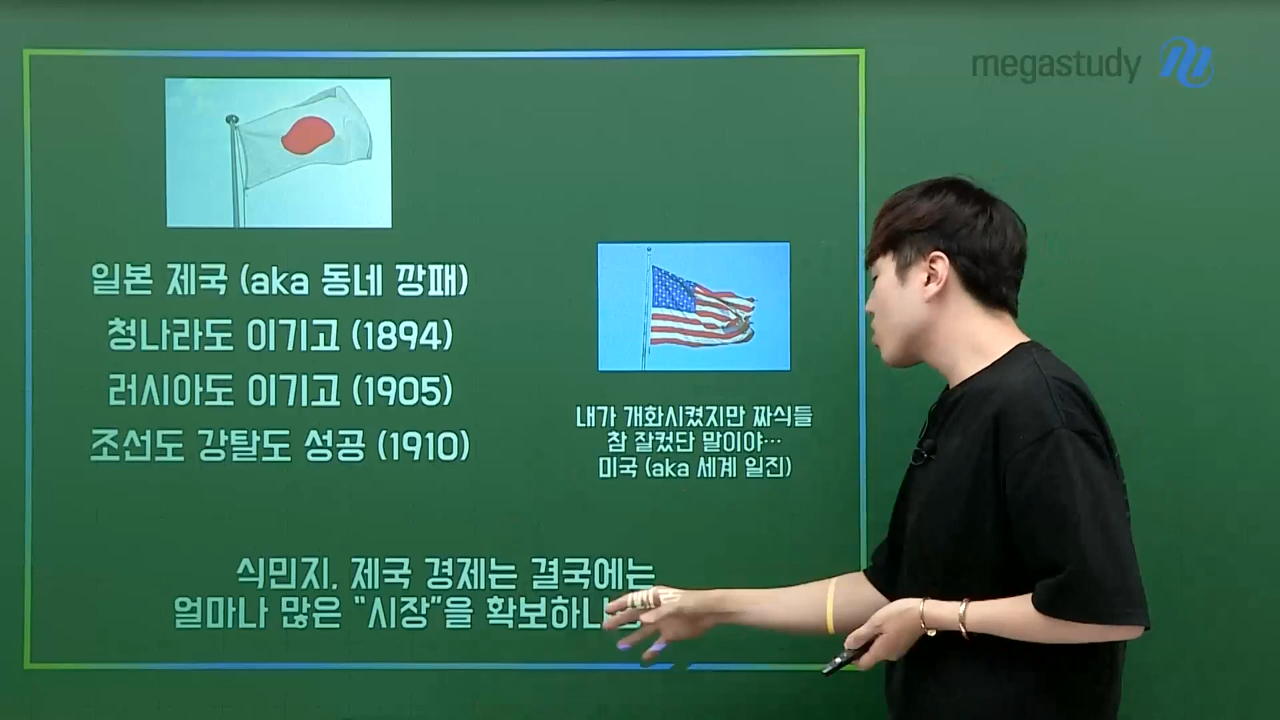 megastudy
일본 제국 (aka 동네 깡패)
청나라도 이기고 (1894)
러시아도 이기고 (1905)
조선도 강탈도 성공 (1910)
내가 개화시켰지만 짜식들
참 잘컸단 말이야…
미국 (aka 세계 일진)
식민지, 제국 경제는 결국에는
얼마나 많은 “시장”을 확보하나